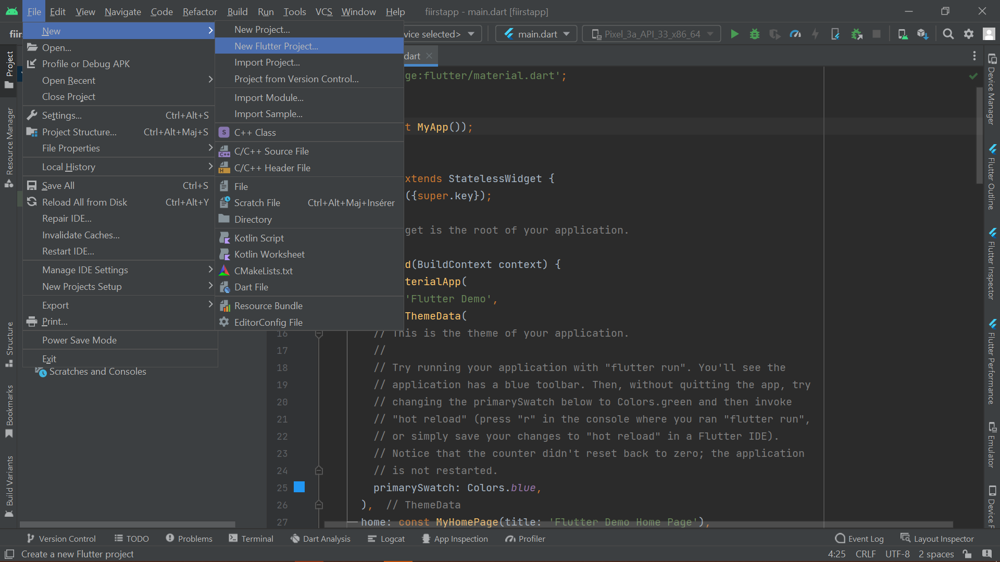 File Edit View Navigate Code Refactor Build Run Tools VCS Window Help fiirstapp - main.dart [fiirstapp]
fiir
vice selected> main.dart Pixel_3a_API_33_x86_64
New
Open...
Profile or Debug APK
Open Recent
Close Project
Settings... Ctrl+Alt+S
Project Structure... Ctrl+Alt+Maj+S
File Properties
Local History
Save All Ctrl+S
Reload All from Disk Ctrl+Alt+Y
Repair IDE...
Invalidate Caches...
Restart IDE...
Manage IDE Settings
New Projects Setup
Export
Print...
Power Save Mode
Exit
Scratches and Consoles
New Project...
New Flutter Project...
Import Project...
Project from Version Control...
Import Module...
Import Sample...
C++ Class
C/C++ Source File
C/C++ Header File
File
Scratch File Ctrl+Alt+Maj+Insérer
Directory
Kotlin Script
Kotlin Worksheet
CMakeLists.txt
Dart File
Resource Bundle
EditorConfig File
dart
ge:flutter/material.dart';
t MyApp());
xtends StatelessWidget {
({super.key});
get is the root of your application.
d(BuildContext context) {
terialApp(
'Flutter Demo',
ThemeData(
16 // This is the theme of your application.
17 //
18 // Try running your application with "flutter run". You'll see the
19 // application has a blue toolbar. Then, without quitting the app, try
20 // changing the primarySwatch below to Colors.green and then invoke
21 // "hot reload" (press "r" in the console where you ran "flutter run",
22 // or simply save your changes to "hot reload" in a Flutter IDE).
23 // Notice that the counter didn't reset back to zero; the application
24 // is not restarted.
25 primarySwatch: Colors.blue,
26 ), // ThemeData
27 home: const MyHomePage(title: 'Flutter Demo Home Page'),
Project
Resource Manager
Structure
Bookmarks
Build Variants
Device Manager
Flutter Outline
Flutter Inspector
Flutter Performance
Emulator
Device F
Version Control TODO Problems Terminal Dart Analysis Logcat App Inspection Profiler Event Log Layout Inspector
Create a new Flutter project 4:25 CRLF UTF-8 2 spaces